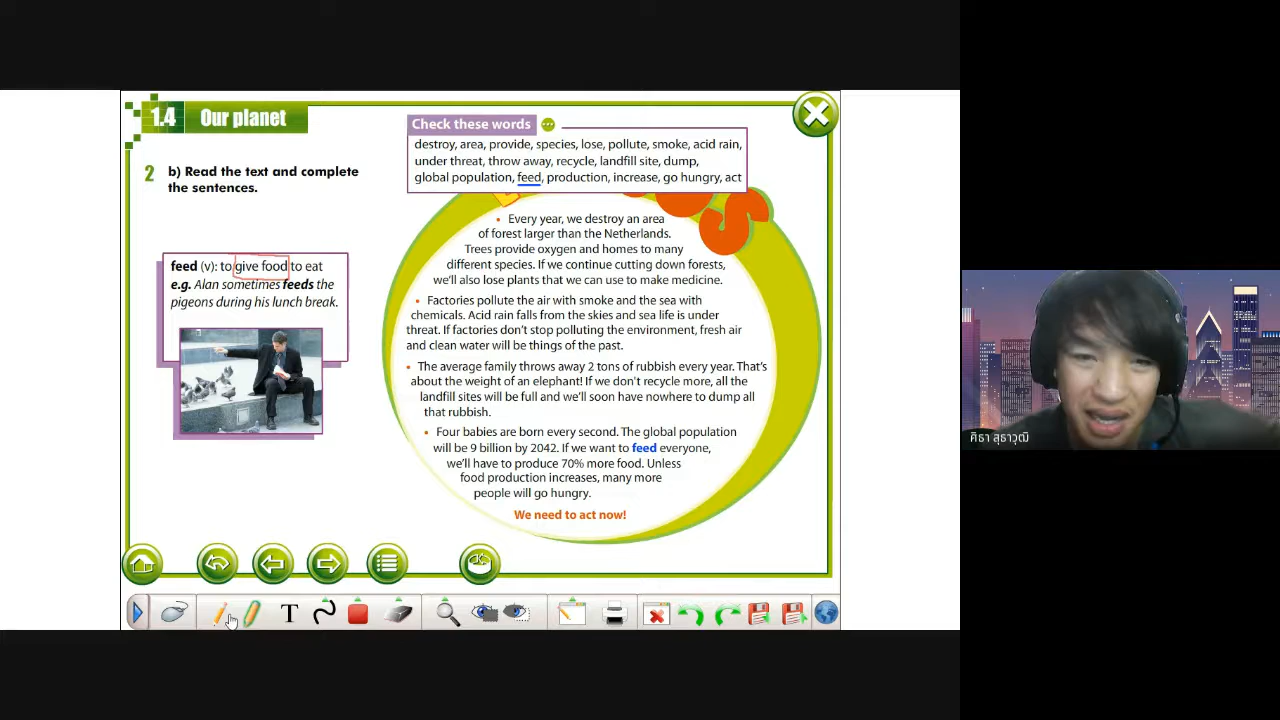 1.4 Our planet
2 b) Read the text and complete
the sentences.
feed (v): to give food to eat
e.g. Alan sometimes feeds the
pigeons during his lunch break.
Check these words
destroy, area, provide, species, lose, pollute, smoke, acid rain,
under threat, throw away, recycle, landfill site, dump,
global population, feed, production, increase, go hungry, act
• Every year, we destroy an area
of forest larger than the Netherlands.
Trees provide oxygen and homes to many
different species. If we continue cutting down forests,
we'll also lose plants that we can use to make medicine.
• Factories pollute the air with smoke and the sea with
chemicals. Acid rain falls from the skies and sea life is under
threat. If factories don't stop polluting the environment, fresh air
and clean water will be things of the past.
• The average family throws away 2 tons of rubbish every year. That's
about the weight of an elephant! If we don't recycle more, all the
landfill sites will be full and we'll soon have nowhere to dump all
that rubbish.
• Four babies are born every second. The global population
will be 9 billion by 2042. If we want to feed everyone,
we'll have to produce 70% more food. Unless
food production increases, many more
people will go hungry.
We need to act now!
T
ศิธา สุธาวุฒิ